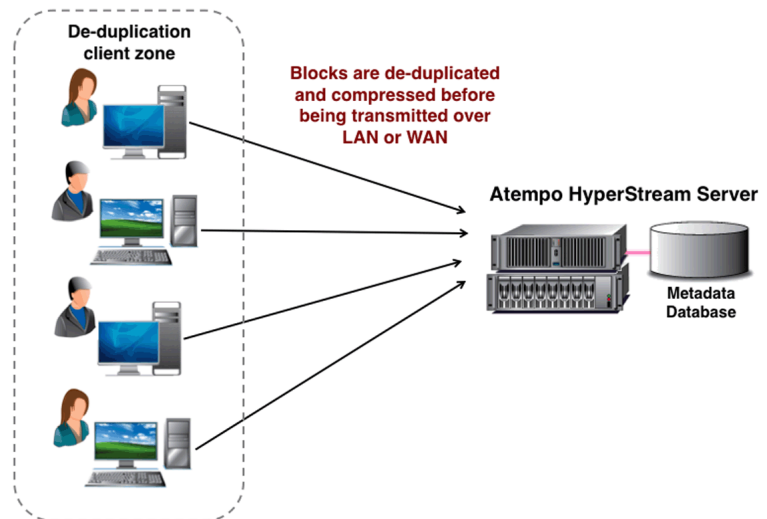 De-duplication
client zone
Blocks are de-duplicated
and compressed before
being transmitted over
LAN or WAN
Atempo HyperStream Server
Metadata
Database